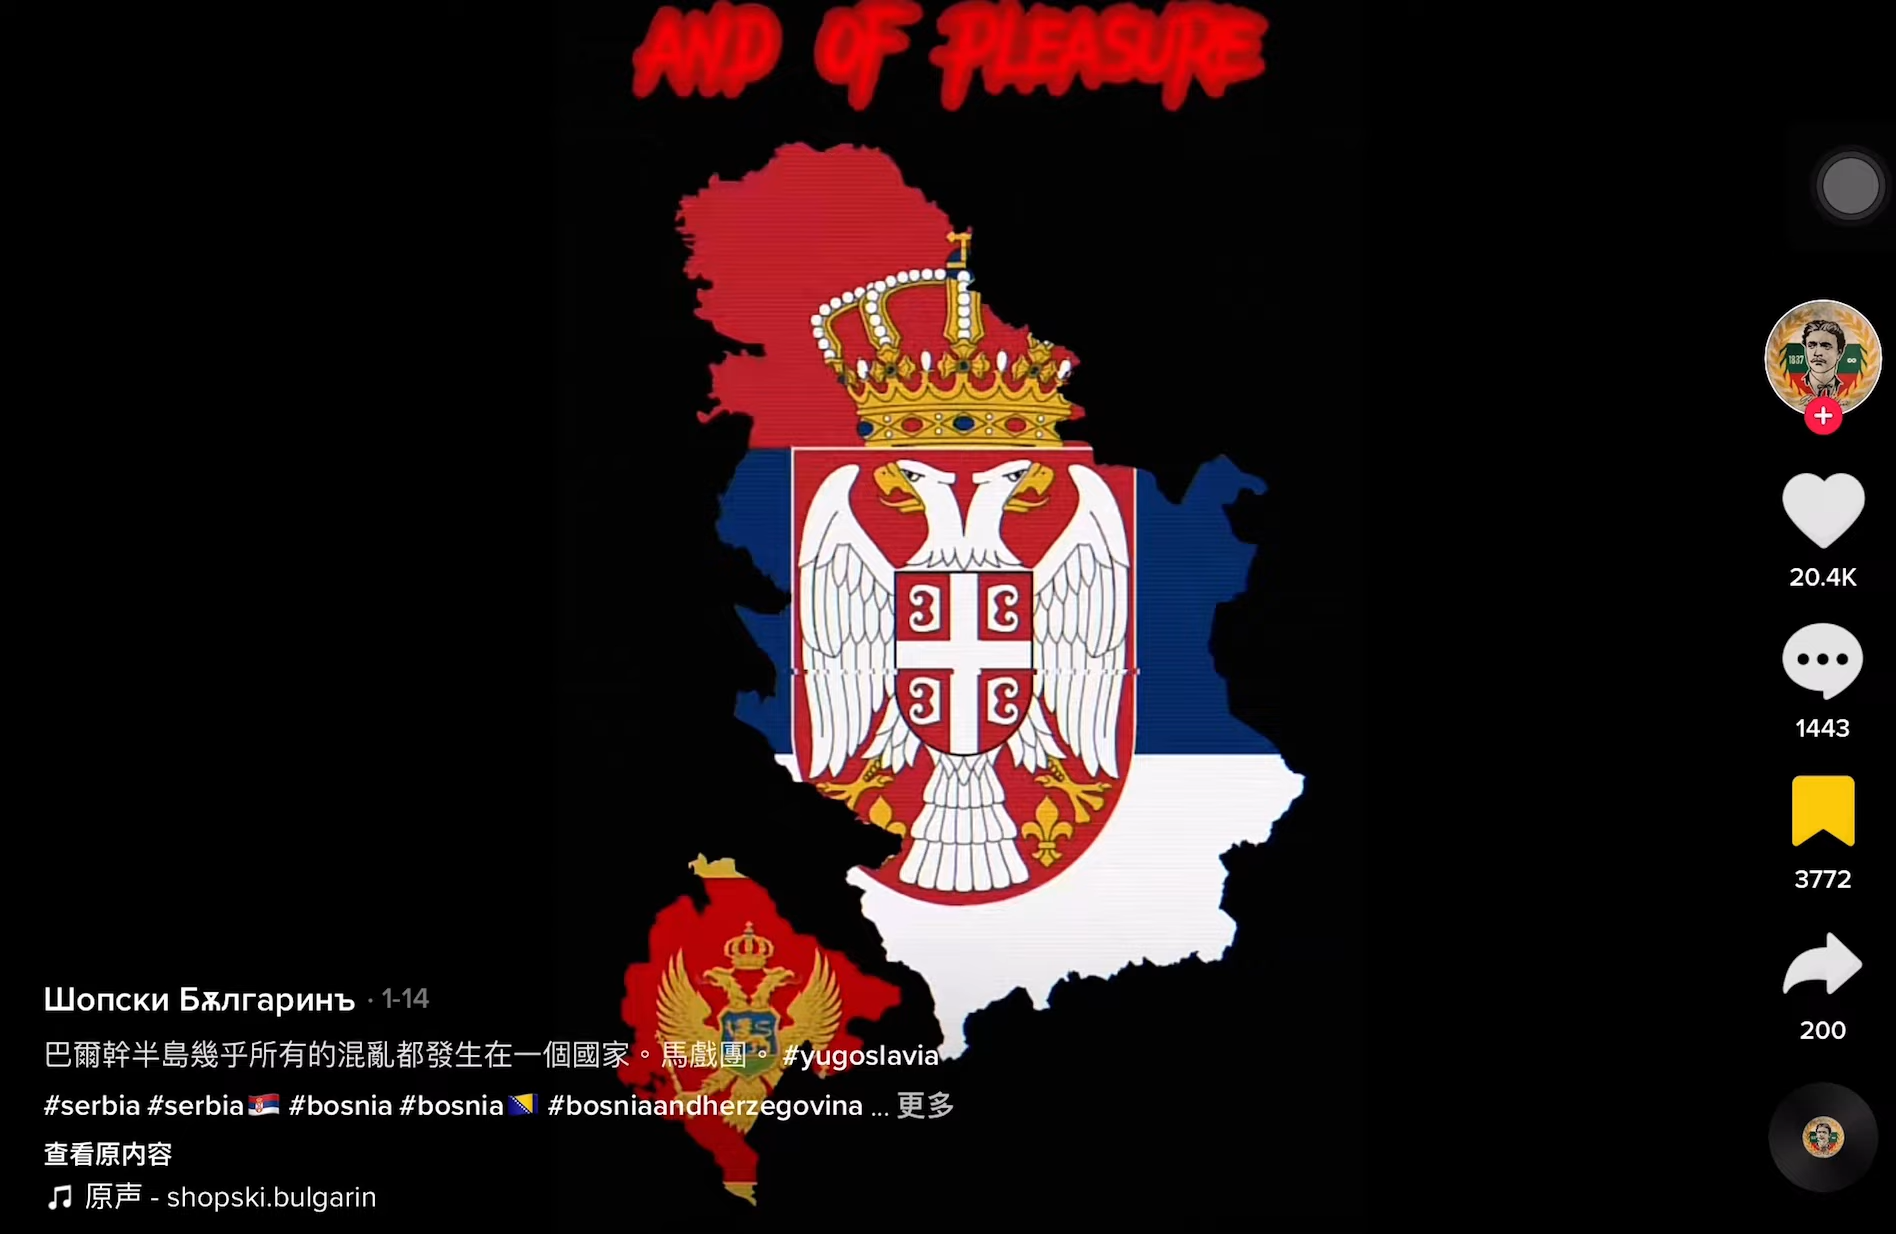 AND OF PLEASURE
1837 ∞
20.4K
1443
3772
200
Шопски Бѫлгаринъ · 1-14
巴爾幹半島幾乎所有的混亂都發生在一個國家。馬戲團。 #yugoslavia
#serbia #serbia🇷🇸 #bosnia #bosnia🇧🇦 #bosniaandherzegovina ... 更多
查看原内容
原声 - shopski.bulgarin